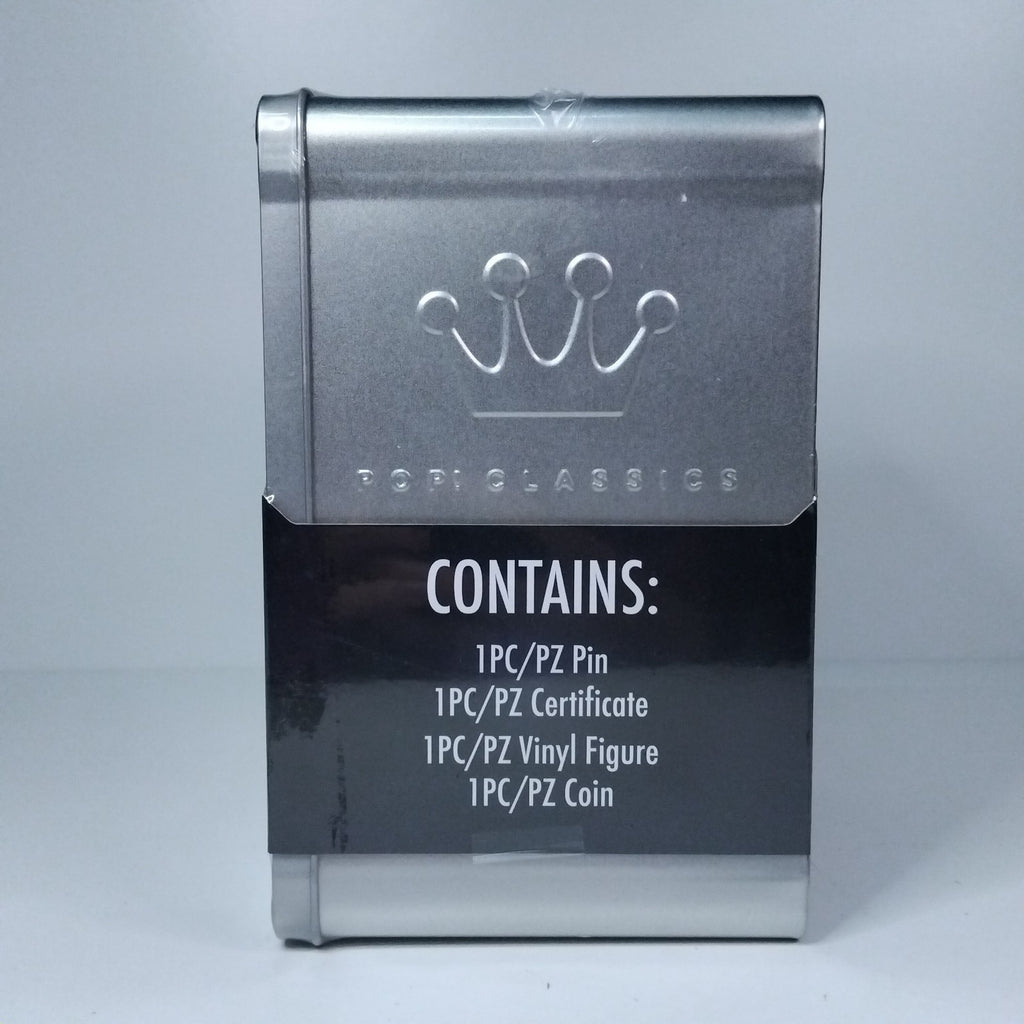 POP! CLASSICS
CONTAINS:
1PC/PZ Pin
1PC/PZ Certificate
1PC/PZ Vinyl Figure
1PC/PZ Coin